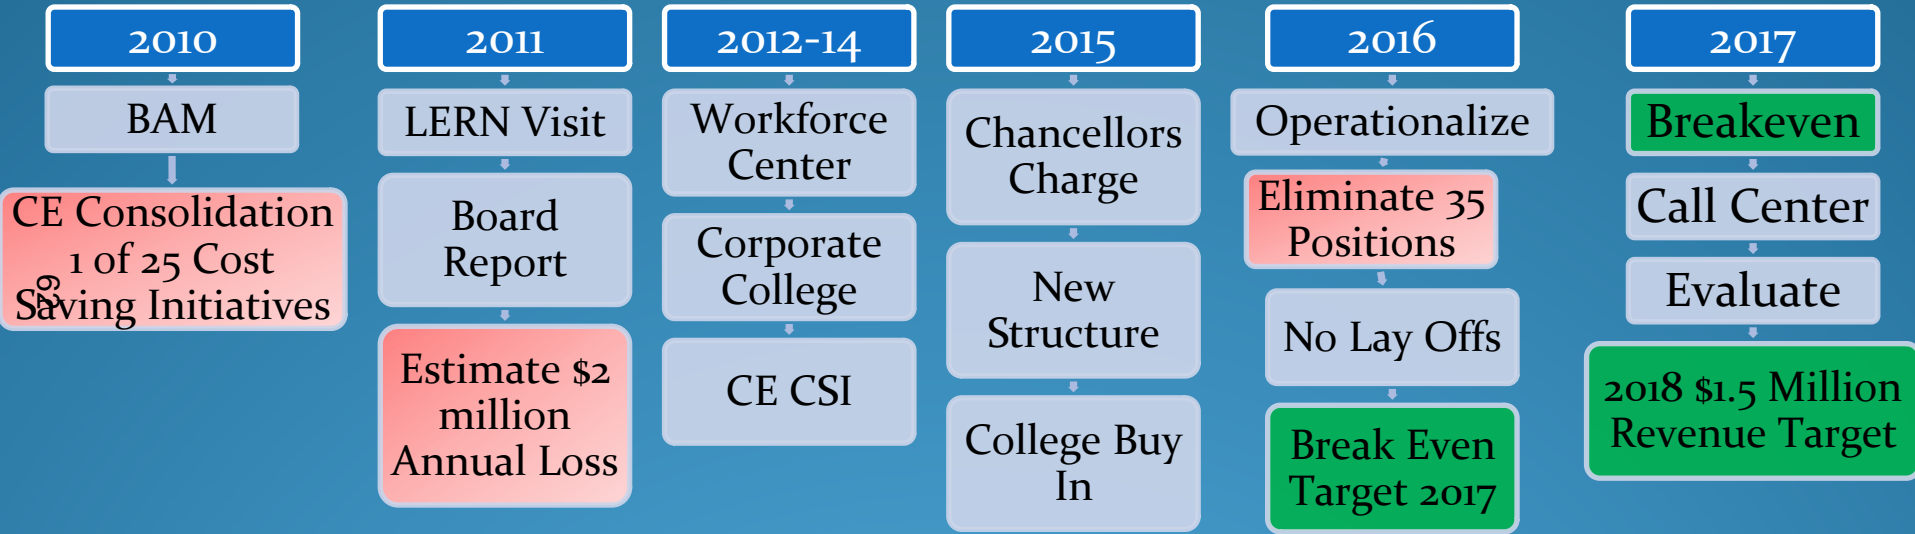 2010
BAM
CE Consolidation
1 of 25 Cost
Saving Initiatives
29
2011
LERN Visit
Board
Report
Estimate $2
million
Annual Loss
2012-14
Workforce
Center
Corporate
College
CE CSI
2015
Chancellors
Charge
New
Structure
College Buy
In
2016
Operationalize
Eliminate 35
Positions
No Lay Offs
Break Even
Target 2017
2017
Breakeven
Call Center
Evaluate
2018 $1.5 Million
Revenue Target